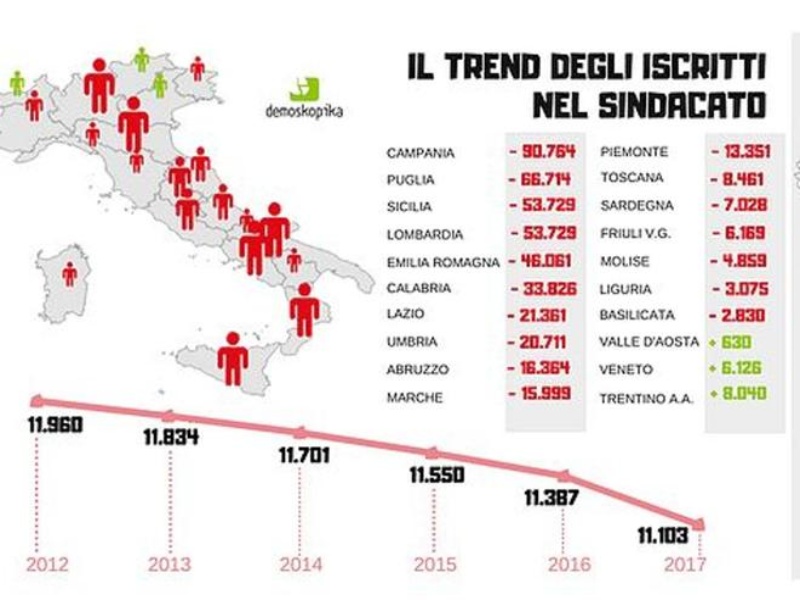 IL TREND DEGLI ISCRITTI
NEL SINDACATO
demoskopika
CAMPANIA - 90.764
PUGLIA - 66.714
SICILIA - 53.729
LOMBARDIA - 53.729
EMILIA ROMAGNA - 46.061
CALABRIA - 33.826
LAZIO - 21.361
UMBRIA - 20.711
ABRUZZO - 16.364
MARCHE - 15.999
PIEMONTE - 13.351
TOSCANA - 8.461
SARDEGNA - 7.028
FRIULI V.G. - 6.169
MOLISE - 4.859
LIGURIA - 3.075
BASILICATA - 2.830
VALLE D'AOSTA + 630
VENETO + 6.126
TRENTINO A.A. + 8.040
11.960
11.834
11.701
11.550
11.387
11.103
2012
2013
2014
2015
2016
2017